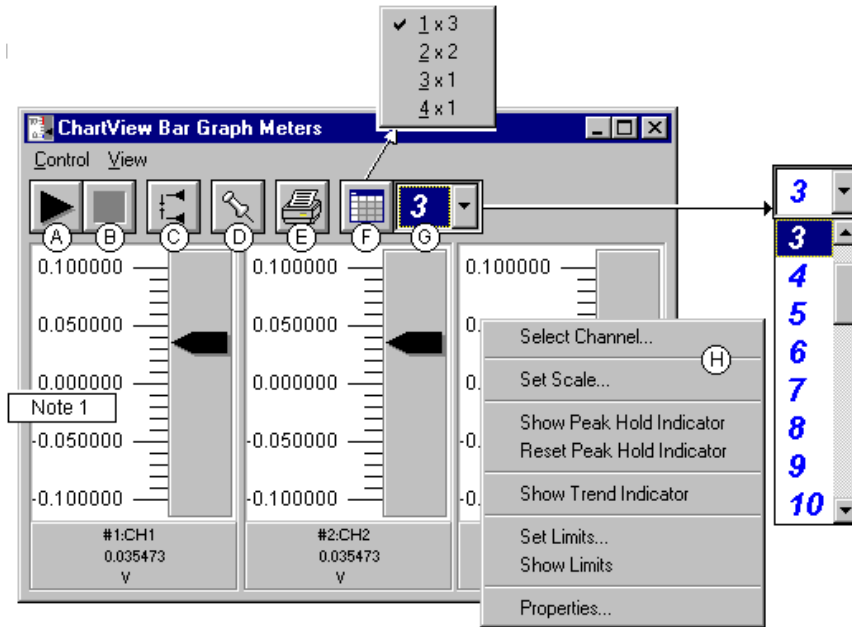 1 x 3
2 x 2
3 x 1
4 x 1
ChartView Bar Graph Meters
Control View
3
A B C D E F G
3
3
4
5
6
7
8
9
10
0.100000 0.100000 0.100000
0.050000 0.050000 0.
0.000000 0.000000 0.
-0.050000 -0.050000 -0.
-0.100000 -0.100000 -0.
Note 1
#1:CH1
0.035473
V
#2:CH2
0.035473
V
Select Channel...
H
Set Scale...
Show Peak Hold Indicator
Reset Peak Hold Indicator
Show Trend Indicator
Set Limits...
Show Limits
Properties...